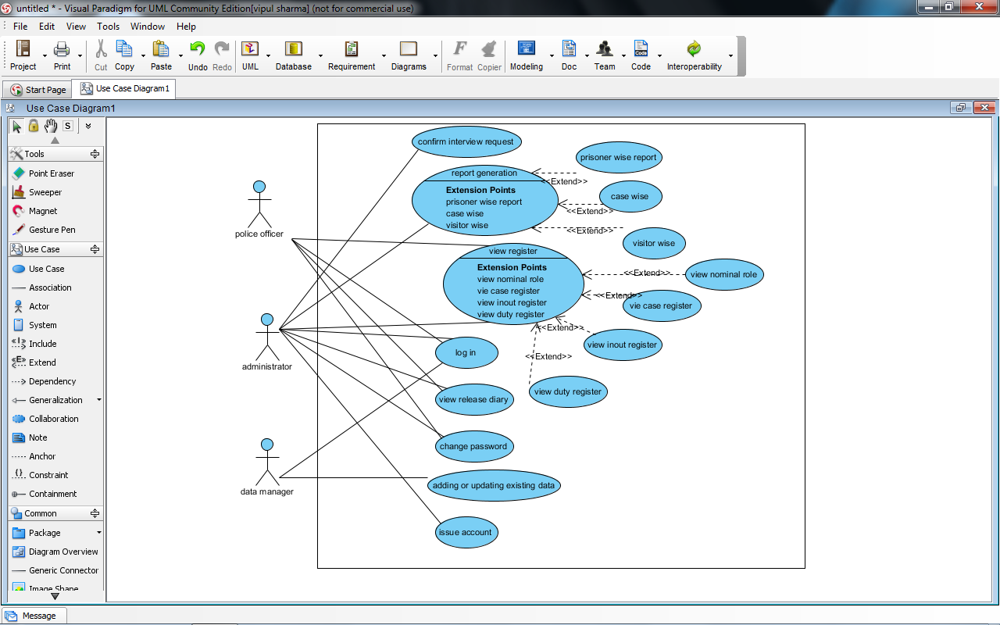 untitled * - Visual Paradigm for UML Community Edition[vipul sharma] (not for commercial use)
File Edit View Tools Window Help
Project Print Cut Copy Paste Undo Redo UML Database Requirement Diagrams Format Copier Modeling Doc Team Code Interoperability
Start Page Use Case Diagram1
Use Case Diagram1
S
Tools
Point Eraser
Sweeper
Magnet
Gesture Pen
Use Case
Use Case
Association
Actor
System
Include
Extend
Dependency
Generalization
Collaboration
Note
Anchor
Constraint
Containment
Common
Package
Diagram Overview
Generic Connector
Image Shape
police officer
administrator
data manager
confirm interview request
report generation
Extension Points
prisoner wise report
case wise
visitor wise
prisoner wise report
<<Extend>>
case wise
<<Extend>>
<<Extend>>
visitor wise
view register
Extension Points
view nominal role
vie case register
view inout register
view duty register
<<Extend>>
view nominal role
<<Extend>>
vie case register
<<Extend>>
view inout register
<<Extend>>
view duty register
log in
view release diary
change password
adding or updating existing data
issue account
Message